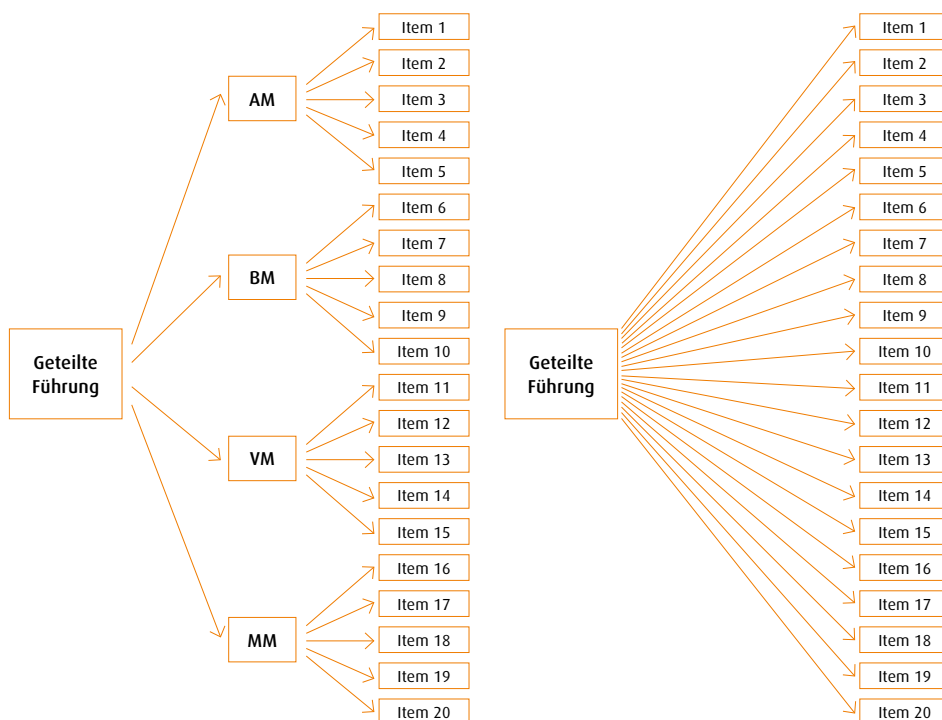 Geteilte
Führung
AM
BM
VM
MM
Item 1
Item 2
Item 3
Item 4
Item 5
Item 6
Item 7
Item 8
Item 9
Item 10
Item 11
Item 12
Item 13
Item 14
Item 15
Item 16
Item 17
Item 18
Item 19
Item 20
Geteilte
Führung
Item 1
Item 2
Item 3
Item 4
Item 5
Item 6
Item 7
Item 8
Item 9
Item 10
Item 11
Item 12
Item 13
Item 14
Item 15
Item 16
Item 17
Item 18
Item 19
Item 20